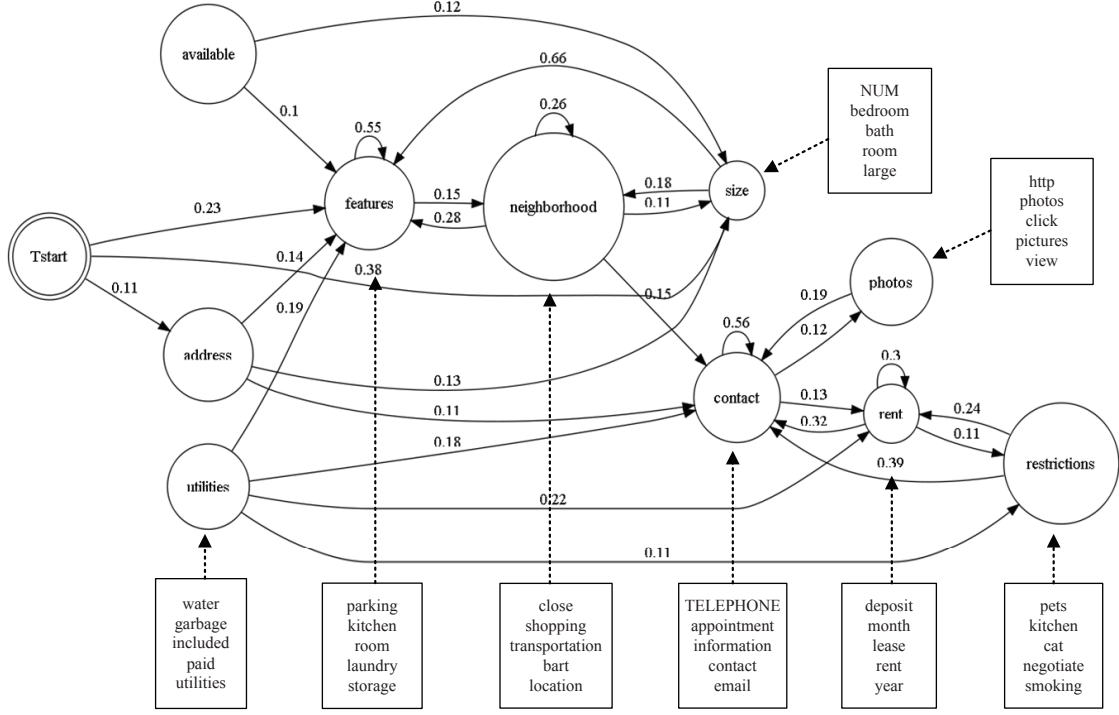 0.12
available
0.66
NUM
bedroom
bath
room
large
0.1
0.26
0.55
http
photos
click
pictures
view
0.18
size
0.15
features
neighborhood
0.11
0.23
0.28
Tstart
0.14
0.38
photos
0.11
0.15
0.19
0.19
0.12
0.56
address
0.3
0.13
contact
0.13
rent
0.24
0.11
0.32
0.11
0.18
0.39
restrictions
utilities
0.22
0.11
water
garbage
included
paid
utilities
parking
kitchen
room
laundry
storage
close
shopping
transportation
bart
location
TELEPHONE
appointment
information
contact
email
deposit
month
lease
rent
year
pets
kitchen
cat
negotiate
smoking